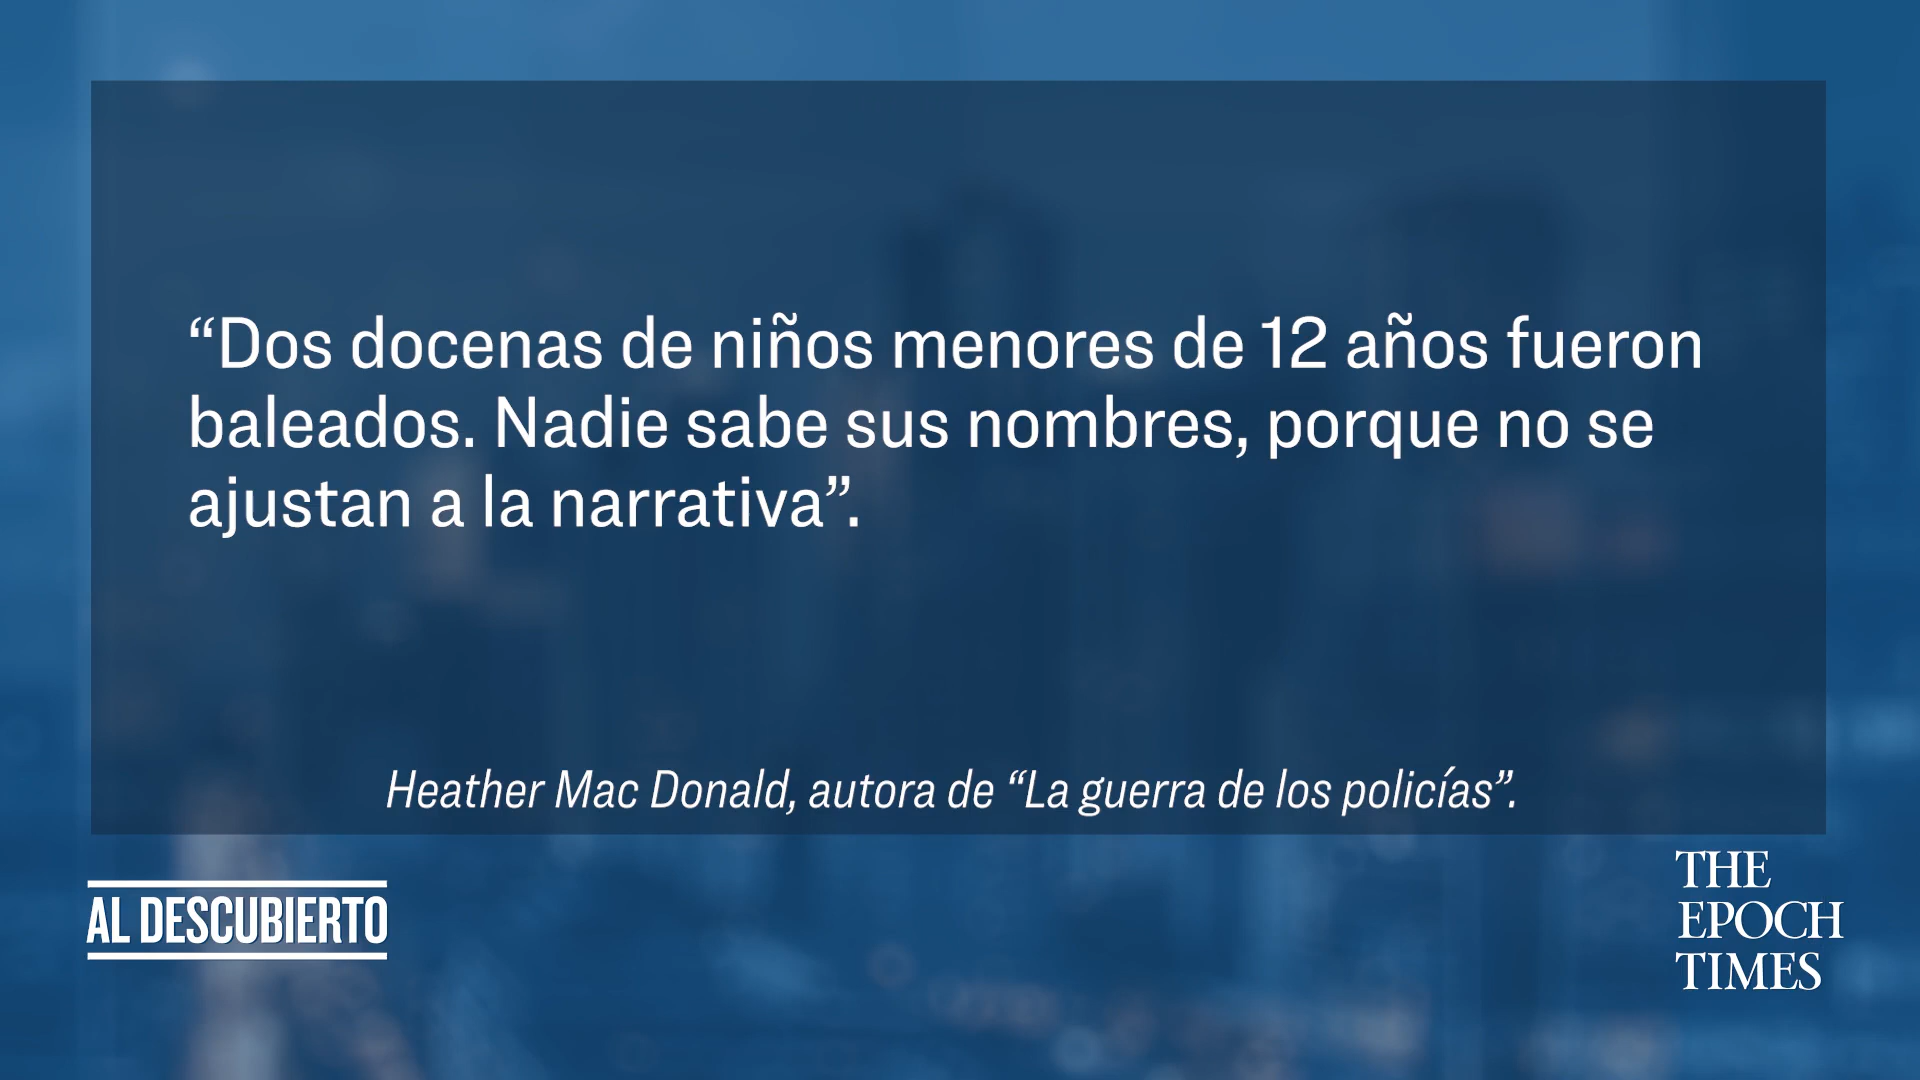 “Dos docenas de niños menores de 12 años fueron
baleados. Nadie sabe sus nombres, porque no se
ajustan a la narrativa”.
Heather Mac Donald, autora de “La guerra de los policías”.
AL DESCUBIERTO
THE
EPOCH
TIMES